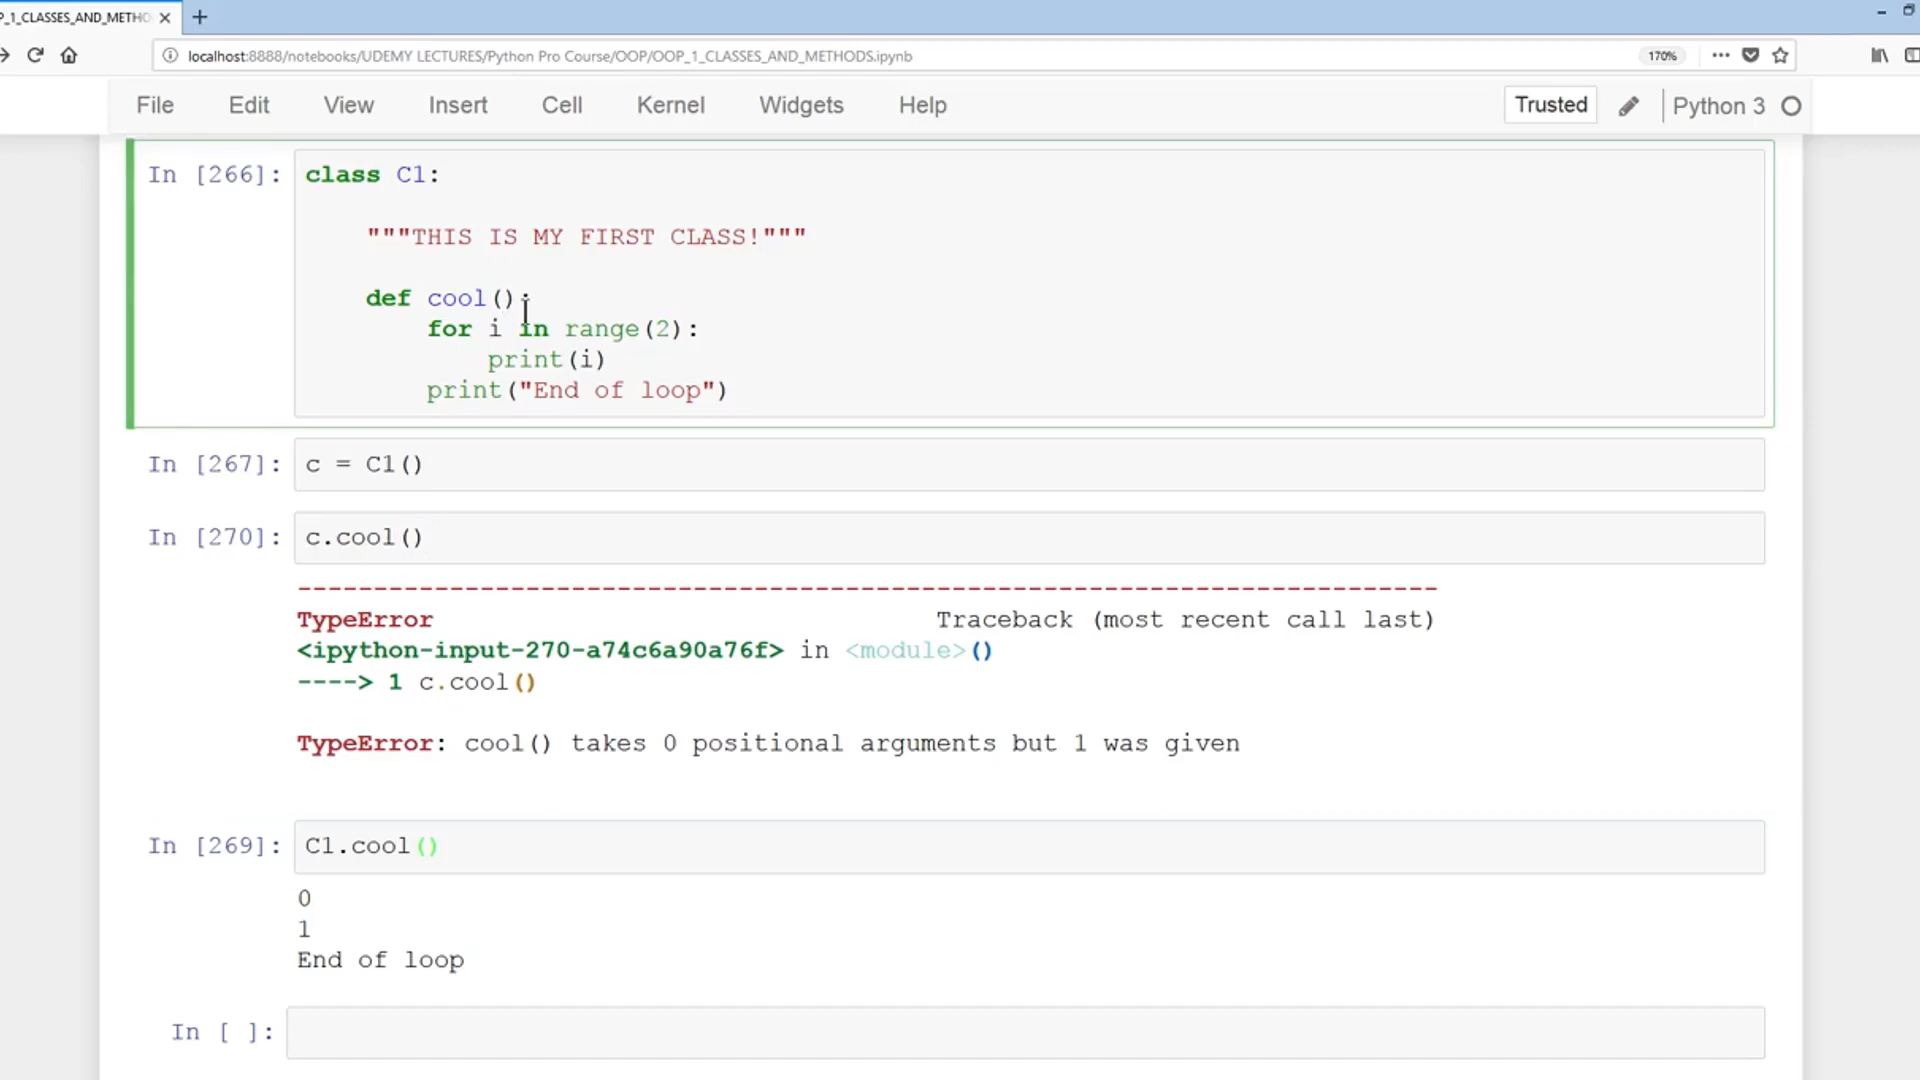 P_1_CLASSES_AND_METHO
localhost:8888/notebooks/UDEMY LECTURES/Python Pro Course/OOP/OOP_1_CLASSES_AND_METHODS.ipynb
170%
File Edit View Insert Cell Kernel Widgets Help Trusted Python 3
In [266]: class C1:
"""THIS IS MY FIRST CLASS!"""
def cool():
for i in range(2):
print(i)
print("End of loop")
In [267]: c = C1()
In [270]: c.cool()
---------------------------------------------------------------------------
TypeError Traceback (most recent call last)
<ipython-input-270-a74c6a90a76f> in <module>()
----> 1 c.cool()
TypeError: cool() takes 0 positional arguments but 1 was given
In [269]: C1.cool()
0
1
End of loop
In [ ]: